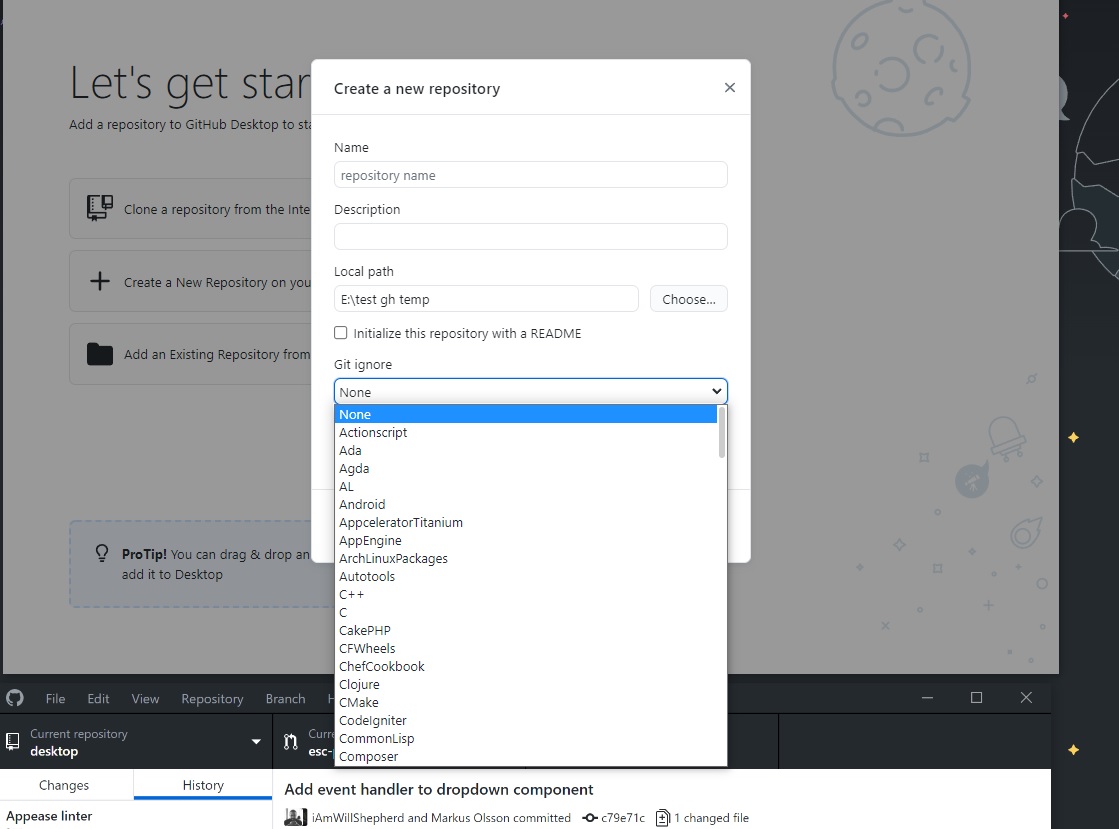 Let's get star
Add a repository to GitHub Desktop to sta
Clone a repository from the Inte
Create a New Repository on you
Add an Existing Repository from
ProTip! You can drag & drop an
add it to Desktop
Create a new repository
Name
repository name
Description
Local path
E:\test gh temp
Choose...
Initialize this repository with a README
Git ignore
None
None
Actionscript
Ada
Agda
AL
Android
AppceleratorTitanium
AppEngine
ArchLinuxPackages
Autotools
C++
C
CakePHP
CFWheels
ChefCookbook
Clojure
CMake
CodeIgniter
CommonLisp
Composer
File Edit View Repository Branch H
Current repository
desktop
Curre
esc-
Changes History
Appease linter
Add event handler to dropdown component
iAmWillShepherd and Markus Olsson committed c79e71c 1 changed file